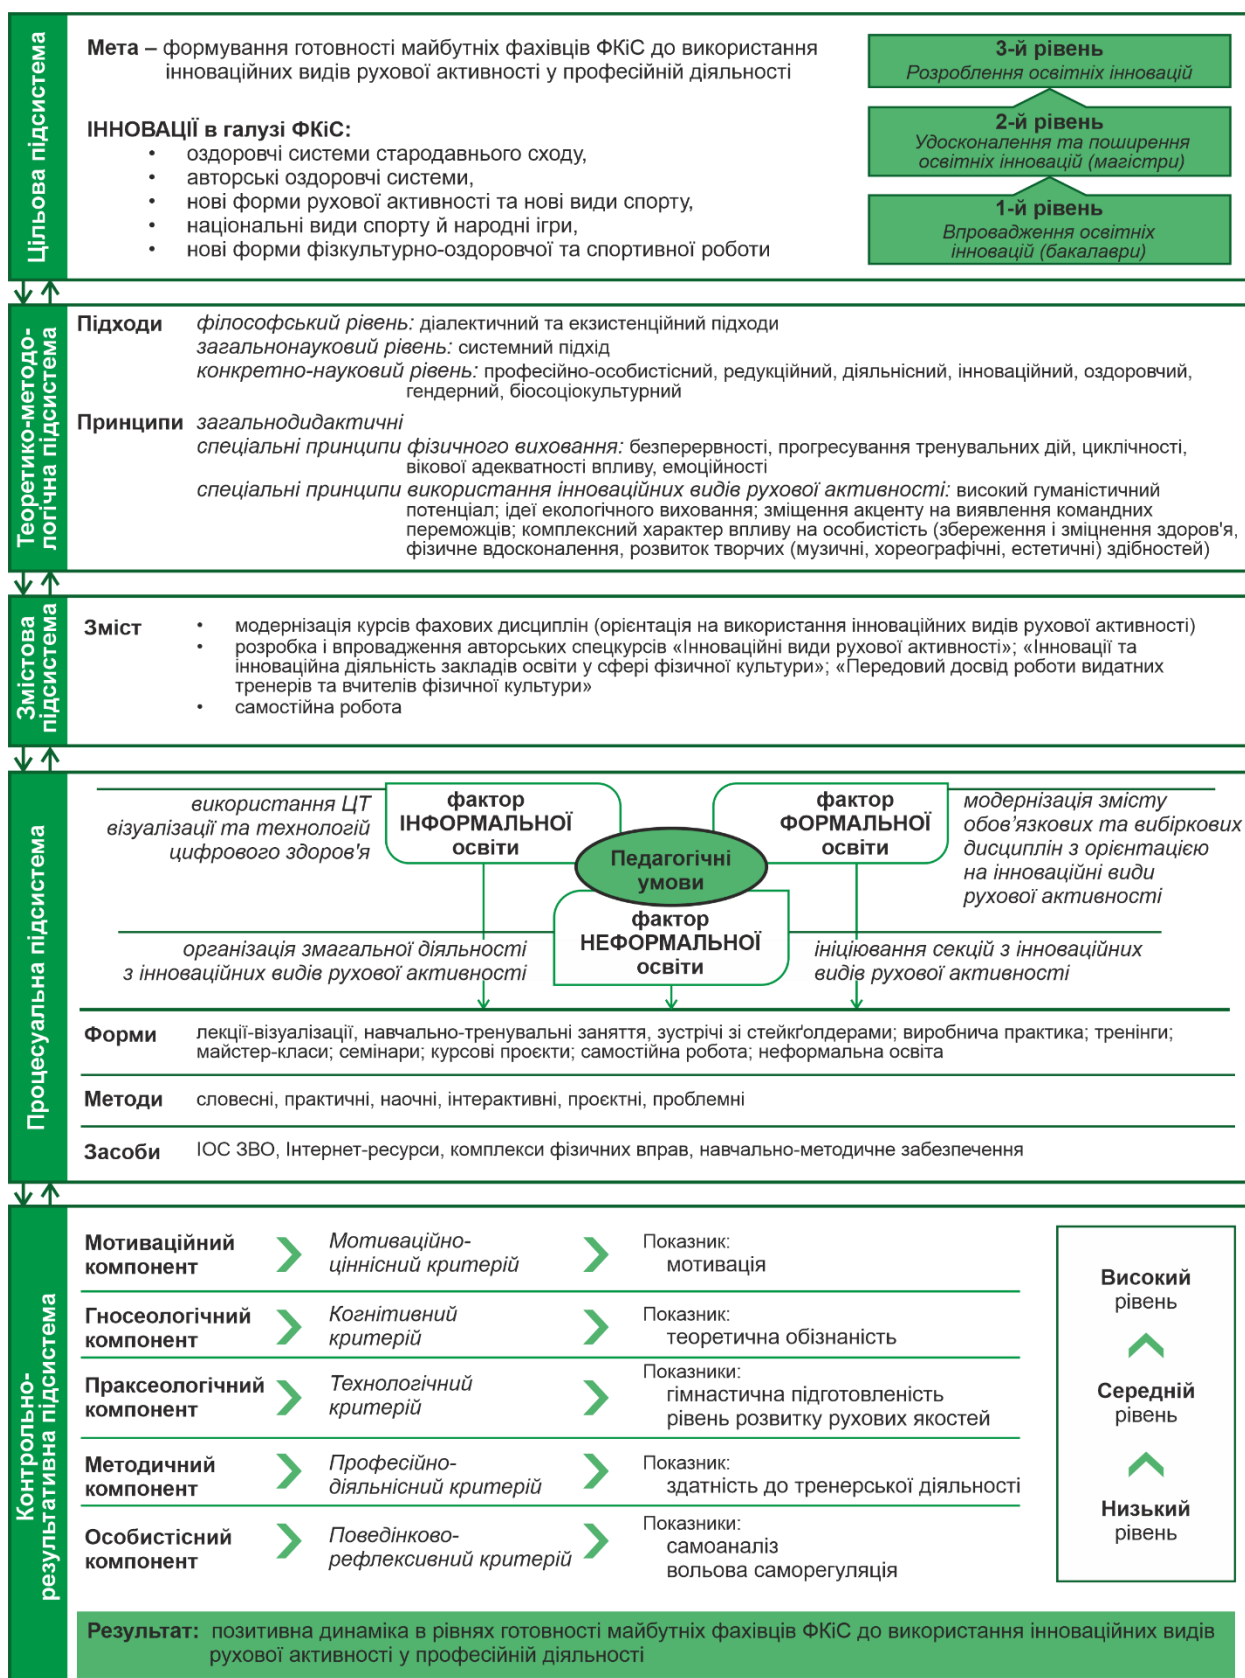 Цільова підсистема
Мета – формування готовності майбутніх фахівців ФКіС до використання
інноваційних видів рухової активності у професійній діяльності
ІННОВАЦІЇ в галузі ФКіС:
• оздоровчі системи стародавнього сходу,
• авторські оздоровчі системи,
• нові форми рухової активності та нові види спорту,
• національні види спорту й народні ігри,
• нові форми фізкультурно-оздоровчої та спортивної роботи
3-й рівень
Розроблення освітніх інновацій
2-й рівень
Удосконалення та поширення
освітніх інновацій (магістри)
1-й рівень
Впровадження освітніх
інновацій (бакалаври)
Теоретико-методо-
логічна підсистема
Підходи філософський рівень: діалектичний та екзистенційний підходи
загальнонауковий рівень: системний підхід
конкретно-науковий рівень: професійно-особистісний, редукційний, діяльнісний, інноваційний, оздоровчий,
гендерний, біосоціокультурний
Принципи загальнодидактичні
спеціальні принципи фізичного виховання: безперервності, прогресування тренувальних дій, циклічності,
вікової адекватності впливу, емоційності
спеціальні принципи використання інноваційних видів рухової активності: високий гуманістичний
потенціал; ідеї екологічного виховання; зміщення акценту на виявлення командних
переможців; комплексний характер впливу на особистість (збереження і зміцнення здоров'я,
фізичне вдосконалення, розвиток творчих (музичні, хореографічні, естетичні) здібностей)
Змістова
підсистема
Зміст • модернізація курсів фахових дисциплін (орієнтація на використання інноваційних видів рухової активності)
• розробка і впровадження авторських спецкурсів «Інноваційні види рухової активності»; «Інновації та
інноваційна діяльність закладів освіти у сфері фізичної культури»; «Передовий досвід роботи видатних
тренерів та вчителів фізичної культури»
• самостійна робота
Процесуальна підсистема
використання ЦТ
візуалізації та технологій
цифрового здоров'я
фактор
ІНФОРМАЛЬНОЇ
освіти
Педагогічні
умови
фактор
ФОРМАЛЬНОЇ
освіти
модернізація змісту
обов’язкових та вибіркових
дисциплін з орієнтацією
на інноваційні види
рухової активності
організація змагальної діяльності
з інноваційних видів рухової активності
фактор
НЕФОРМАЛЬНОЇ
освіти
ініціювання секцій з інноваційних
видів рухової активності
Форми лекції-візуалізації, навчально-тренувальні заняття, зустрічі зі стейкґолдерами; виробнича практика; тренінги;
майстер-класи; семінари; курсові проєкти; самостійна робота; неформальна освіта
Методи словесні, практичні, наочні, інтерактивні, проєктні, проблемні
Засоби ІОС ЗВО, Інтернет-ресурси, комплекси фізичних вправ, навчально-методичне забезпечення
Контрольно-
результативна підсистема
Мотиваційний
компонент
Мотиваційно-
ціннісний критерій
Показник:
мотивація
Гносеологічний
компонент
Когнітивний
критерій
Показник:
теоретична обізнаність
Праксеологічний
компонент
Технологічний
критерій
Показники:
гімнастична підготовленість
рівень розвитку рухових якостей
Методичний
компонент
Професійно-
діяльнісний критерій
Показник:
здатність до тренерської діяльності
Особистісний
компонент
Поведінково-
рефлексивний критерій
Показники:
самоаналіз
вольова саморегуляція
Високий
рівень
Середній
рівень
Низький
рівень
Результат: позитивна динаміка в рівнях готовності майбутніх фахівців ФКіС до використання інноваційних видів
рухової активності у професійній діяльності